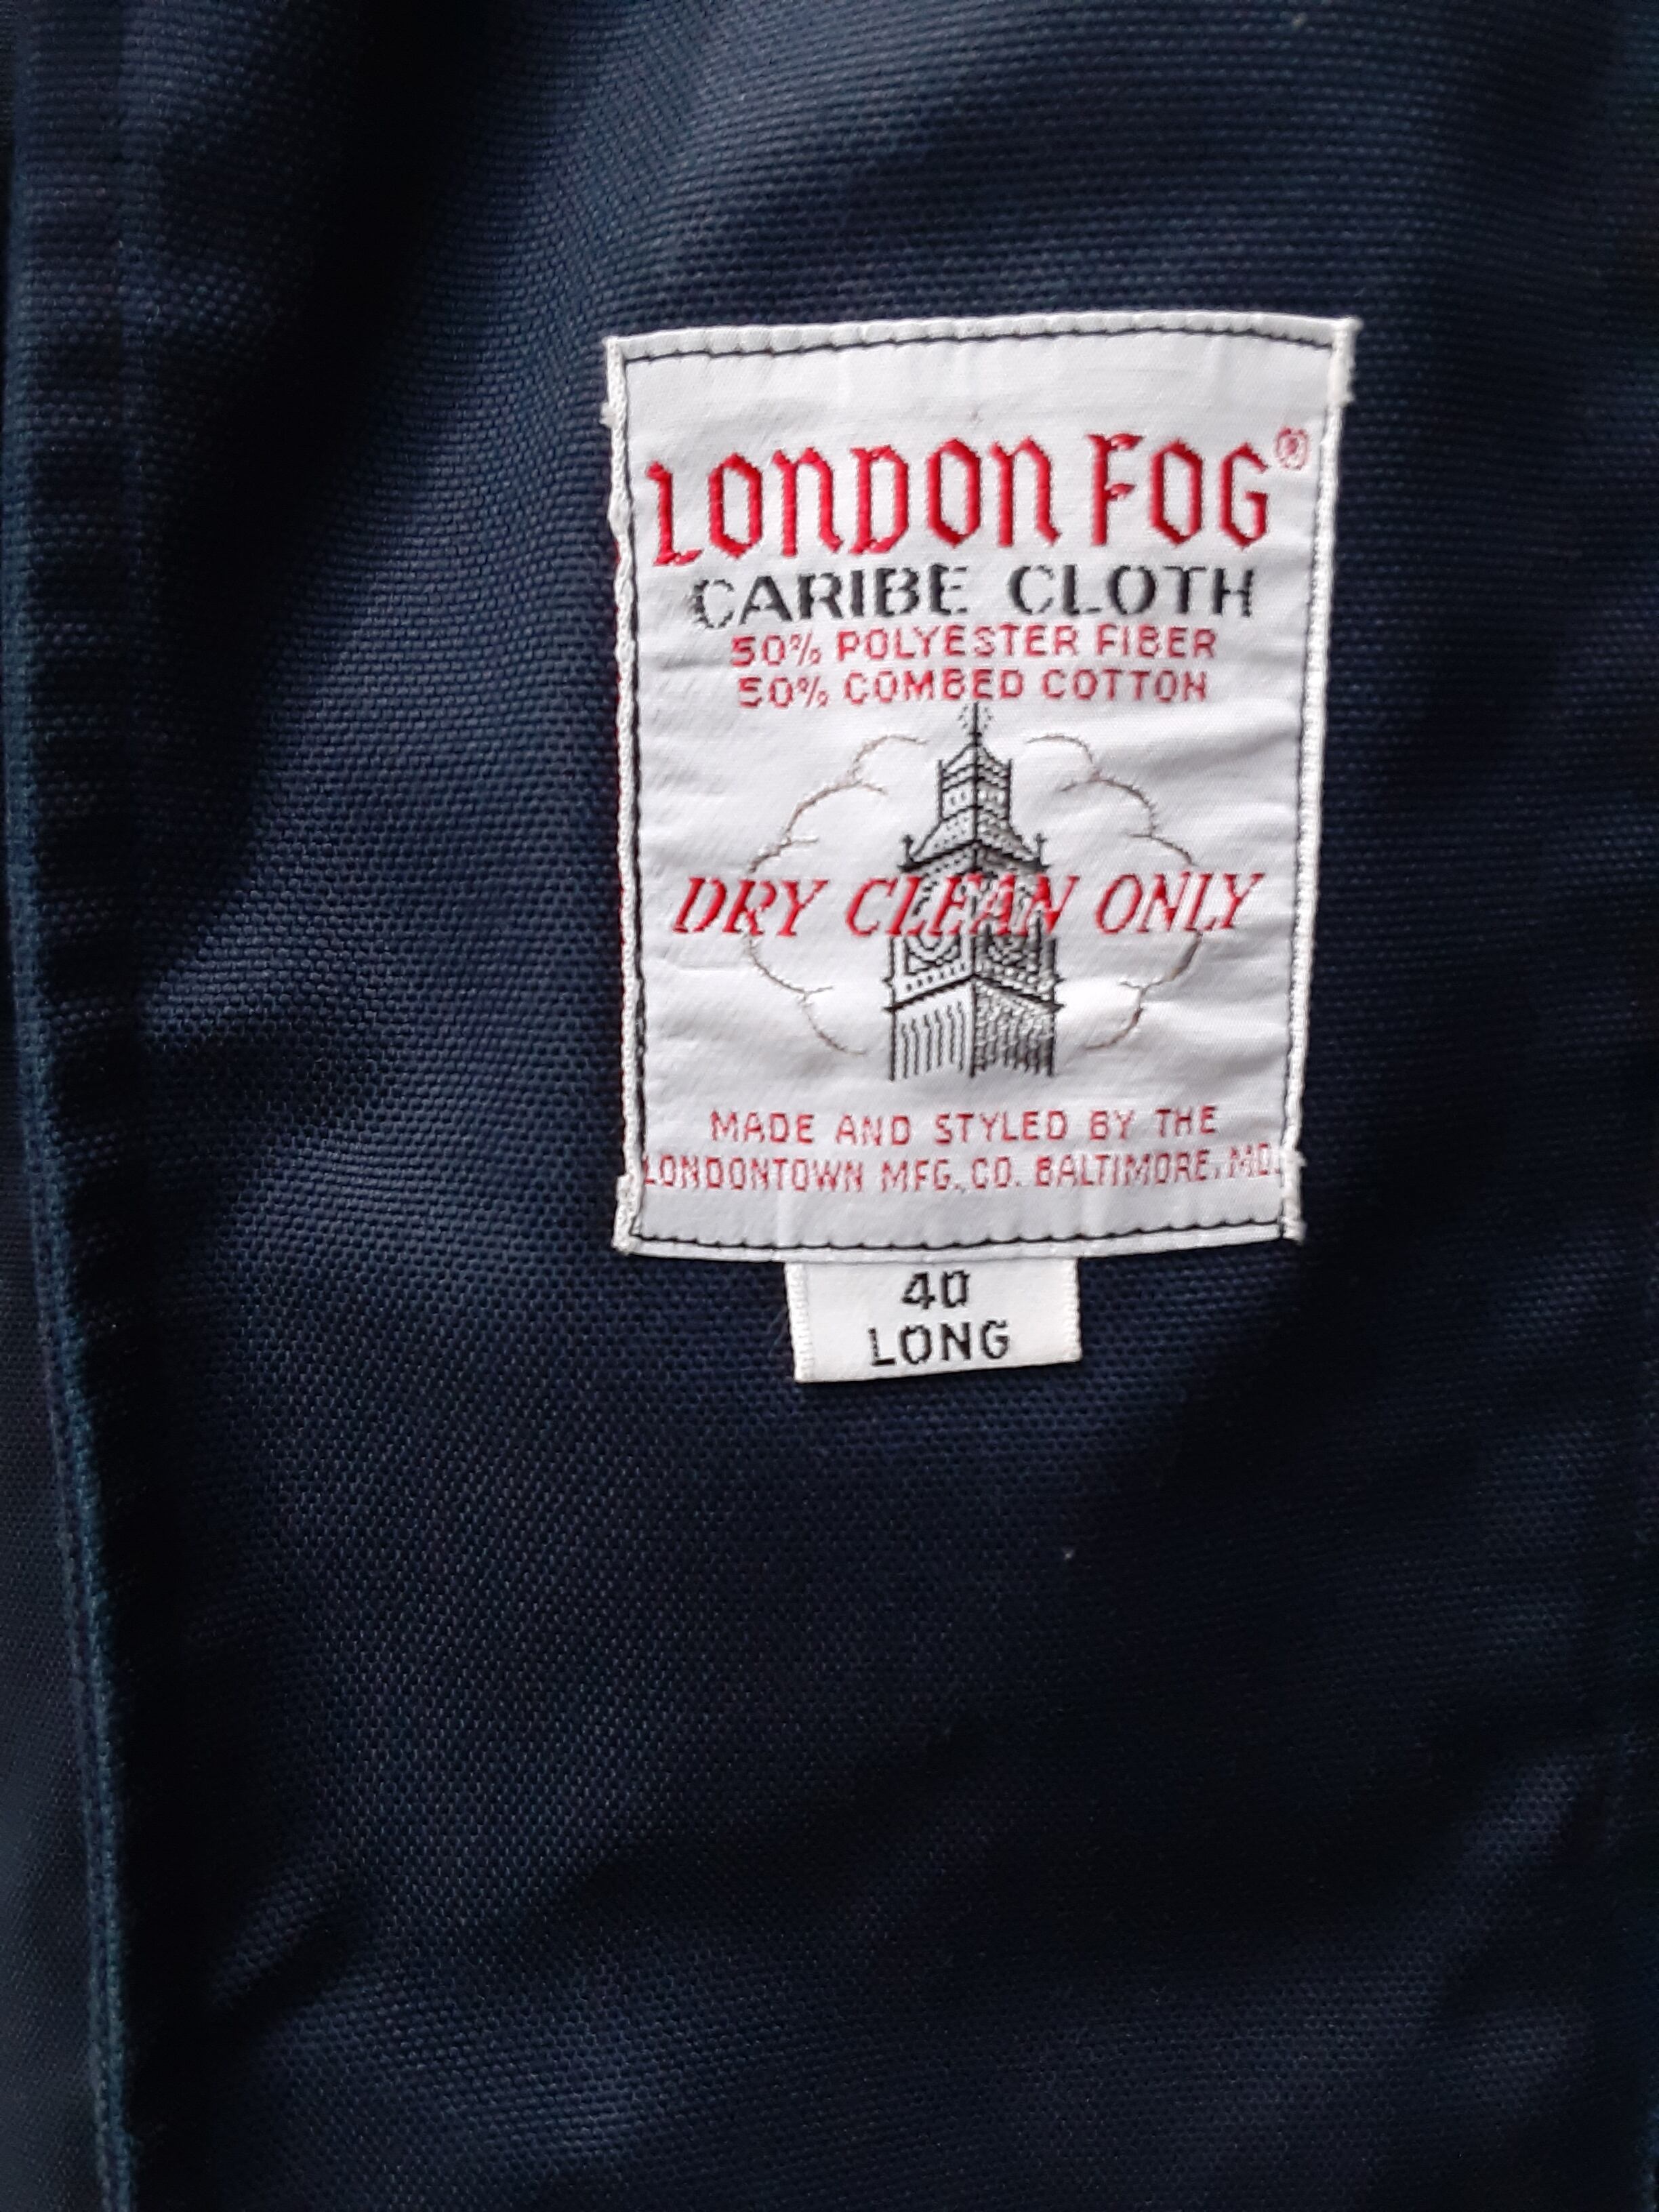 LONDON FOG®
CARIBE CLOTH
50% POLYESTER FIBER
50% COMBED COTTON
DRY CLEAN ONLY
MADE AND STYLED BY THE
LONDONTOWN MFG. CO. BALTIMORE, MD.
40
LONG